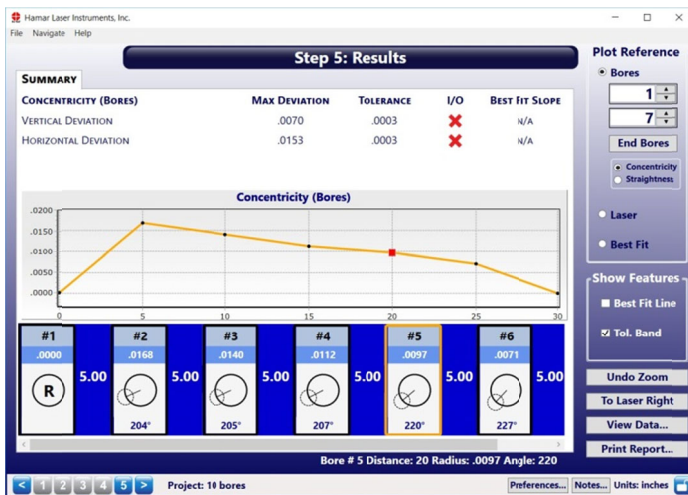 Hamar Laser Instruments, Inc.
File Navigate Help
Step 5: Results
SUMMARY
CONCENTRICITY (BORES) MAX DEVIATION TOLERANCE I/O BEST FIT SLOPE
VERTICAL DEVIATION .0070 .0003 N/A
HORIZONTAL DEVIATION .0153 .0003 N/A
Concentricity (Bores)
.0200
.0150
.0100
.0050
.0000
0 5 10 15 20 25 30
#1 #2 #3 #4 #5 #6
.0000 .0168 .0140 .0112 .0097 .0071
5.00 5.00 5.00 5.00 5.00 5.00
R
204° 205° 207° 220° 227°
Bore # 5 Distance: 20 Radius: .0097 Angle: 220
Plot Reference
Bores
1
7
End Bores
Concentricity
Straightness
Laser
Best Fit
Show Features
Best Fit Line
Tol. Band
Undo Zoom
To Laser Right
View Data...
Print Report...
< 1 2 3 4 5 > Project: 10 bores Preferences... Notes... Units: inches